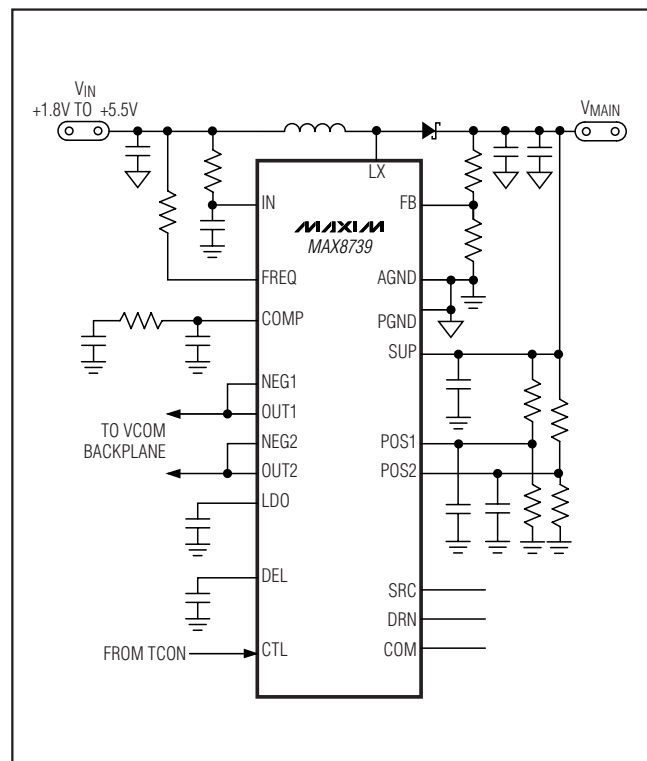 VIN
+1.8V TO +5.5V
VMAIN
LX
IN
FB
MAXIM
MAX8739
FREQ
AGND
COMP
PGND
SUP
NEG1
OUT1
TO VCOM
BACKPLANE
NEG2
POS1
OUT2
POS2
LDO
DEL
SRC
DRN
FROM TCON
CTL
COM